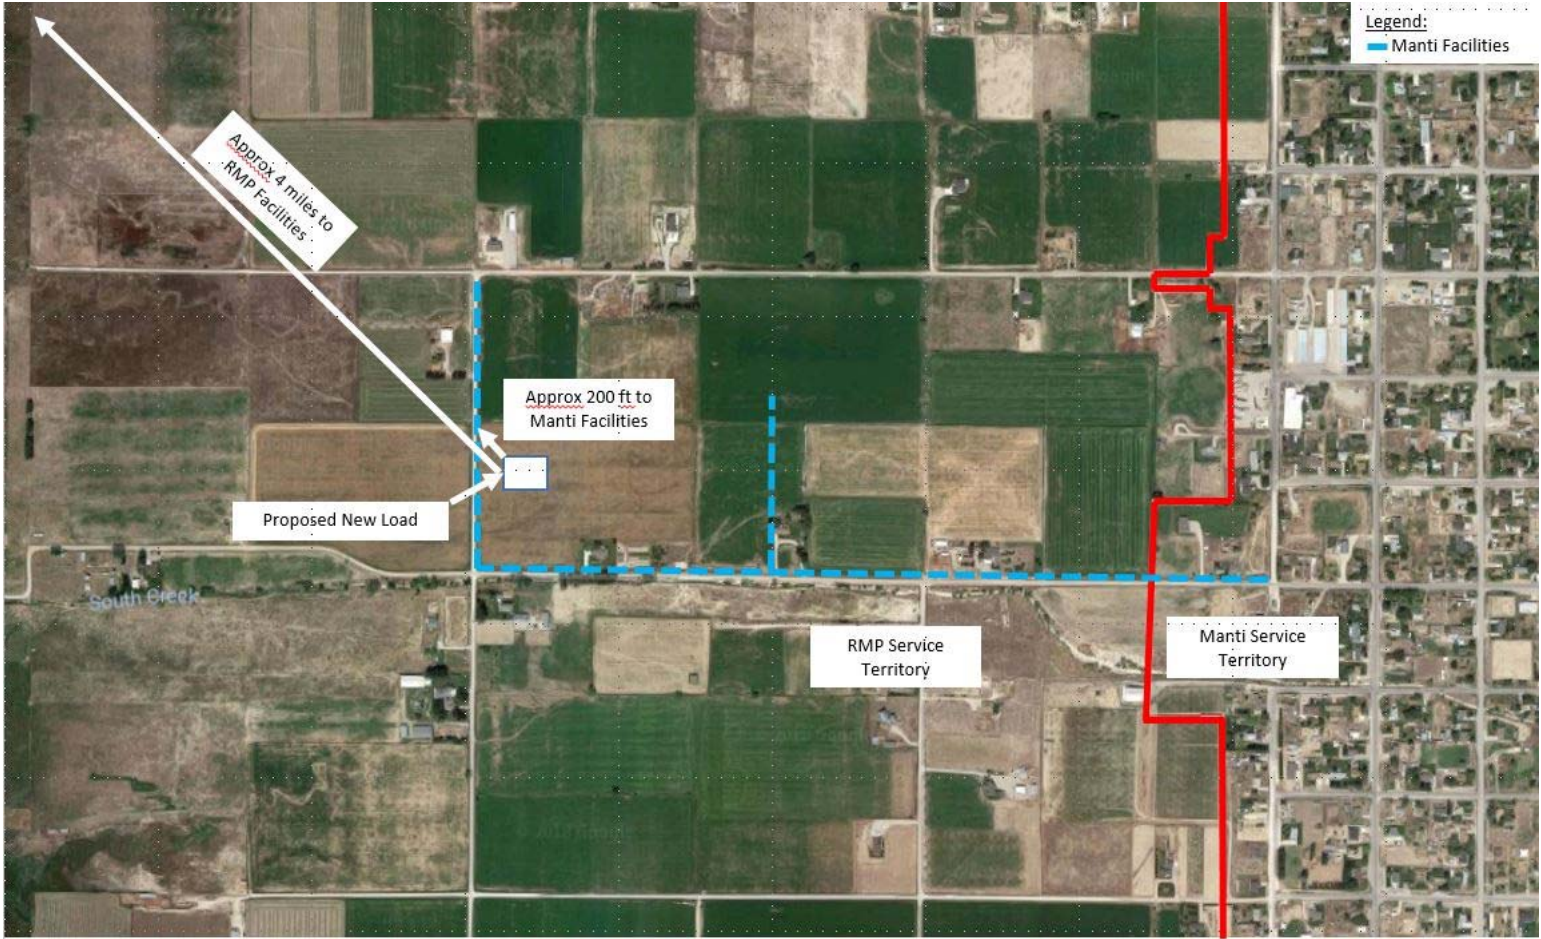 Legend:
Manti Facilities
Approx 4 miles to
RMP Facilities
Approx 200 ft to
Manti Facilities
Proposed New Load
South Creek
RMP Service
Territory
Manti Service
Territory